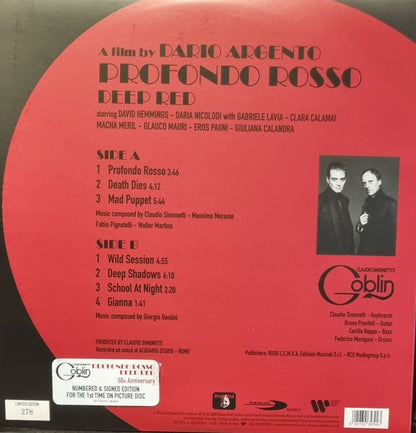 A film by DARIO ARGENTO
PROFONDO ROSSO
DEEP RED
starring DAVID HEMMINGS - DARIA NICOLODI with GABRIELE LAVIA - CLARA CALAMAI
MACHA MERIL - GLAUCO MAURI - EROS PAGNI - GIULIANA CALANDRA
SIDE A
1 Profondo Rosso 3:46
2 Death Dies 4:12
3 Mad Puppet 5:44
Music composed by Claudio Simonetti - Massimo Morante
Fabio Pignatelli - Walter Martino
SIDE B
1 Wild Session 4:55
2 Deep Shadows 6:10
3 School At Night 2:20
4 Gianna 1:41
Music composed by Giorgio Gaslini
CLAUDIO SIMONETTI'S
Goblin
Claudio Simonetti - Keyboards
Bruno Previtali - Guitar
Cecilia Nappo - Bass
Federico Maragoni - Drums
PRODUCED BY CLAUDIO SIMONETTI
Recorded ad mixed at ACQUARIO STUDIO - ROME
Publishers: BIXIO C.E.M.S.A. Edizioni Musicali S.r.l. - RCS Mediagroup S.p.A.
Goblin
PROFONDO ROSSO
DEEP RED
50th Anniversary
NUMBERED & SIGNED EDITION
FOR THE 1st TIME ON PICTURE DISC
LIMITED EDITION
278